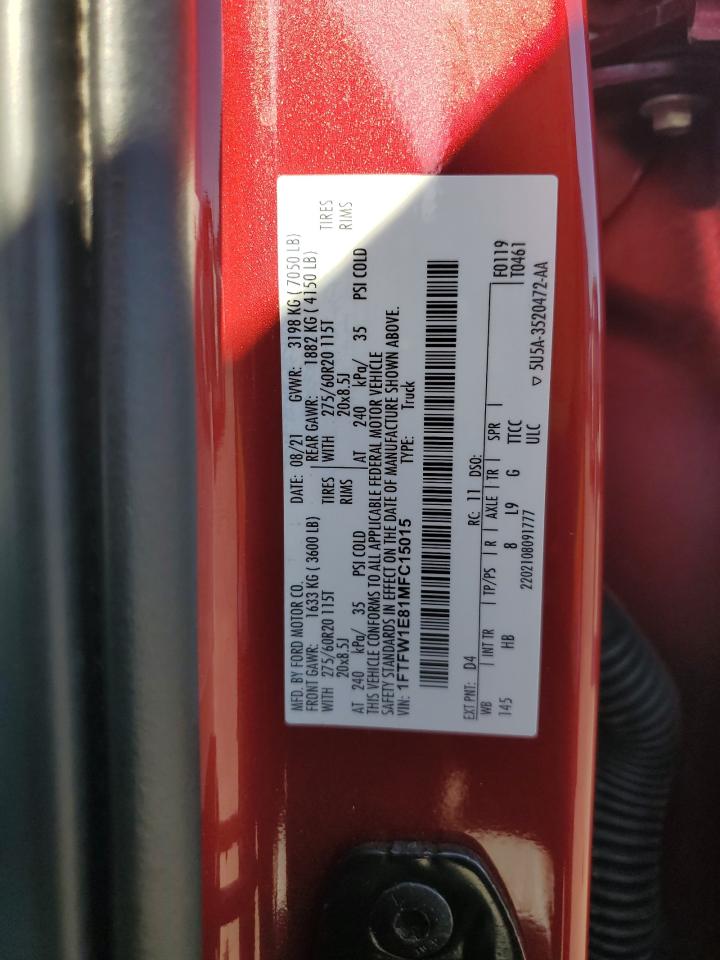 MFD. BY FORD MOTOR CO. DATE: 08/21 GVWR: 3198 KG ( 7050 LB)
FRONT GAWR: 1633 KG ( 3600 LB) REAR GAWR: 1882 KG ( 4150 LB)
WITH 275/60R20 115T TIRES WITH 275/60R20 115T TIRES
20x8.5J RIMS 20x8.5J RIMS
AT 240 kPa/ 35 PSI COLD AT 240 kPa/ 35 PSI COLD
THIS VEHICLE CONFORMS TO ALL APPLICABLE FEDERAL MOTOR VEHICLE
SAFETY STANDARDS IN EFFECT ON THE DATE OF MANUFACTURE SHOWN ABOVE.
VIN: 1FTFW1E81MFC15015 TYPE: Truck
EXT PNT: D4 RC: 11 DSO: F0119
WB INT TR TP/PS R AXLE TR SPR T0461
145 HB 8 L9 G TTCC
2202108091777 ULC
▽ 5U5A-3520472-AA